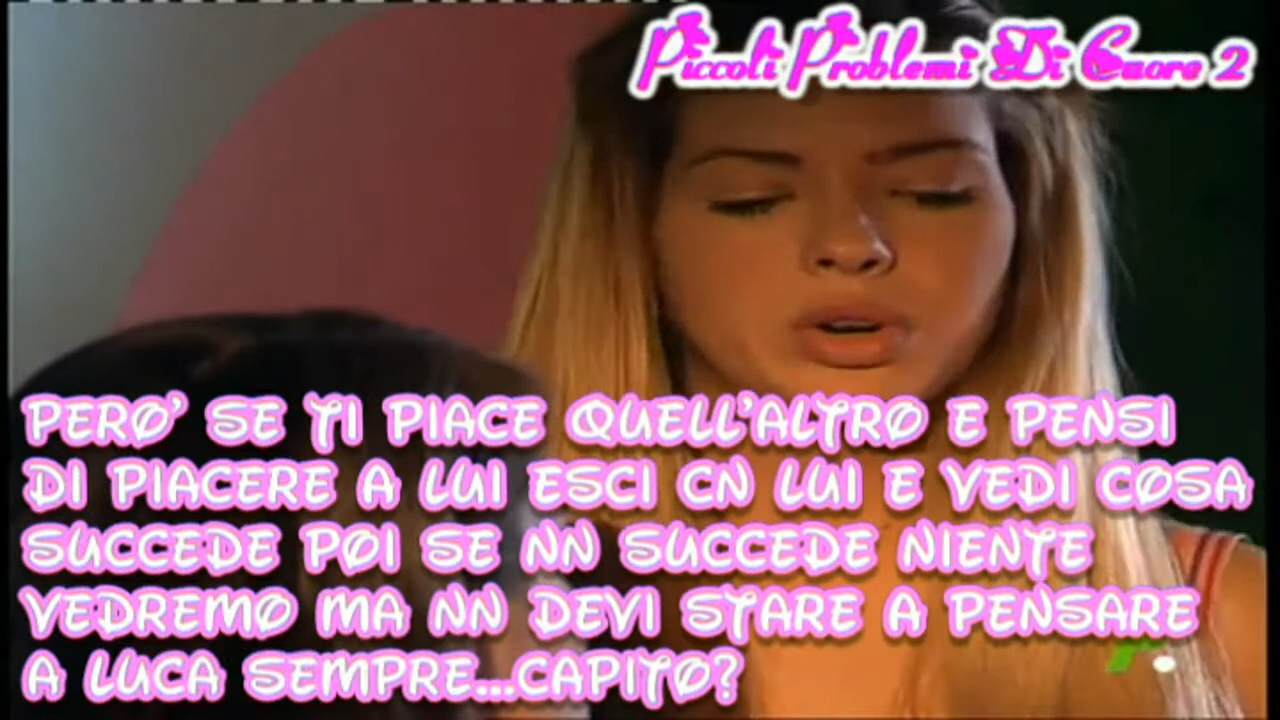 Piccoli Problemi Di Cuore 2
PERO' SE TI PIACE QUELL'ALTRO E PENSI
DI PIACERE A LUI ESCI CN LUI E VEDI COSA
SUCCEDE POI SE NN SUCCEDE NIENTE
VEDREMO MA NN DEVI STARE A PENSARE
A LUCA SEMPRE...CAPITO?